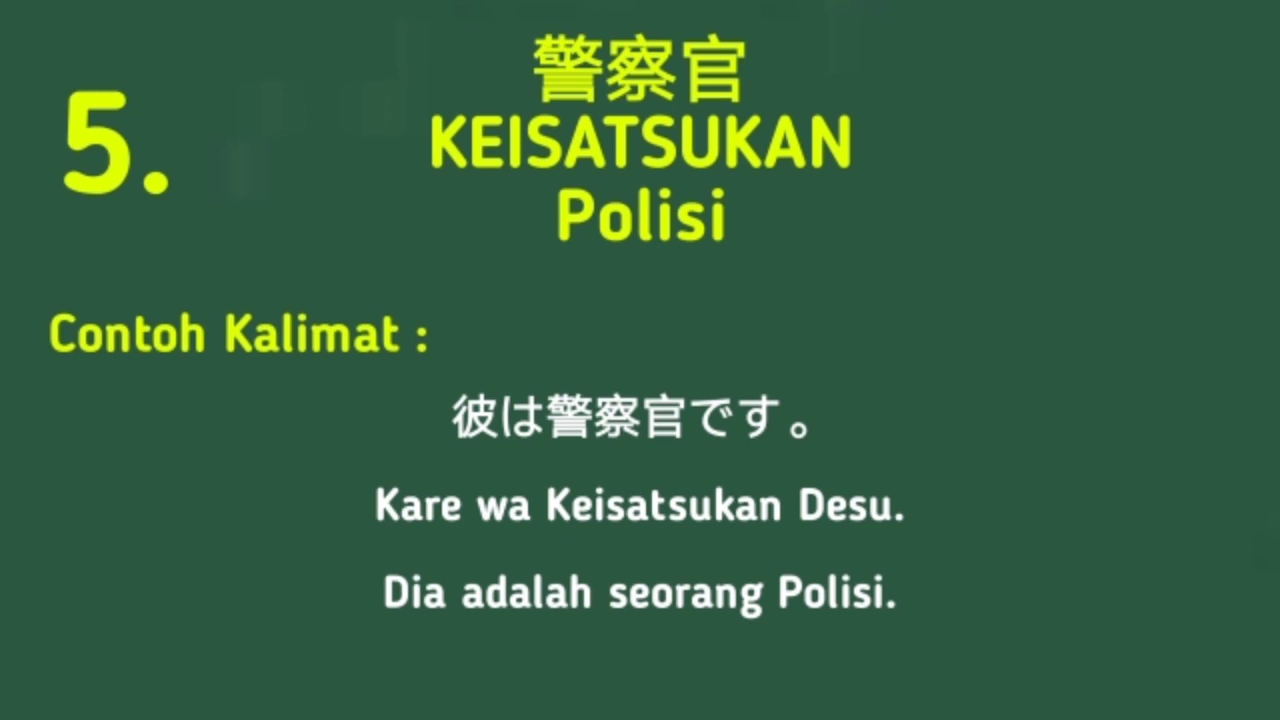 5.
警察官
KEISATSUKAN
Polisi
Contoh Kalimat :
彼は警察官です。
Kare wa Keisatsukan Desu.
Dia adalah seorang Polisi.